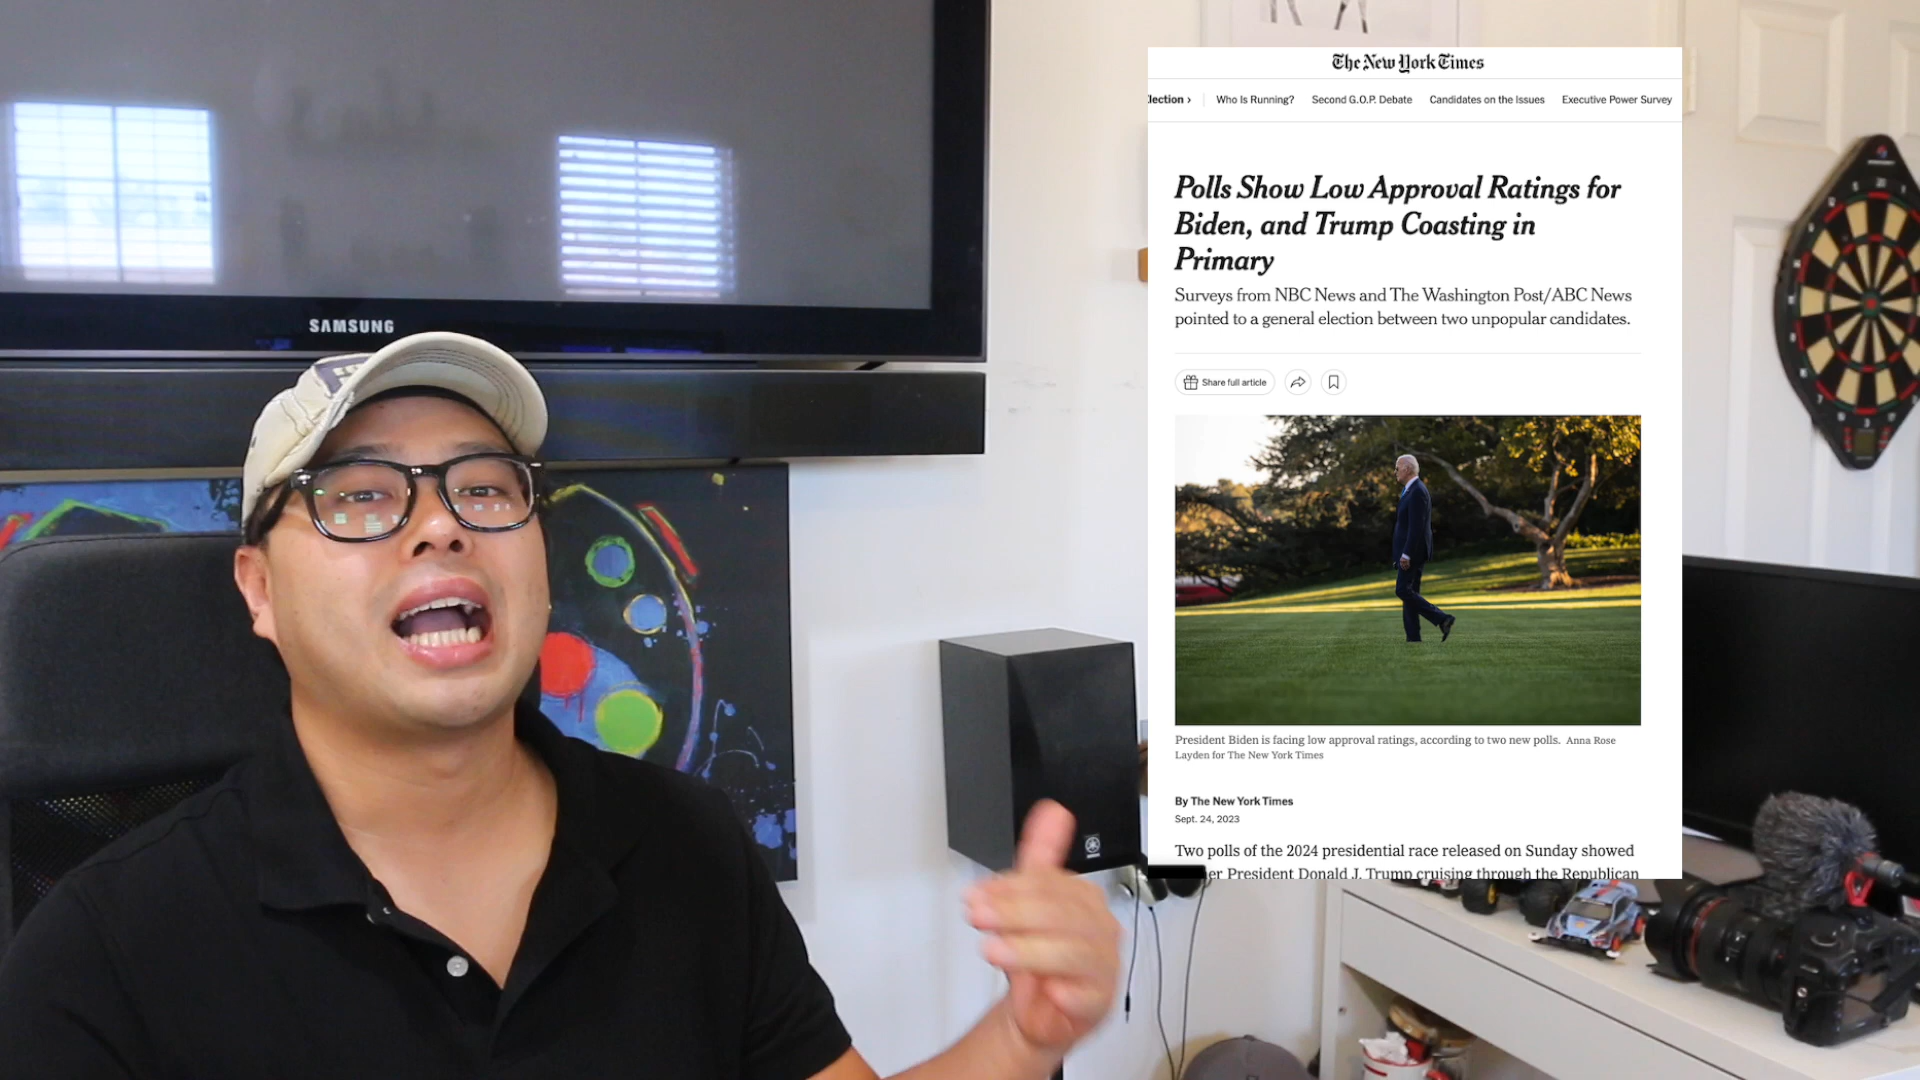 SAMSUNG
The New York Times
lection ›
Who Is Running?
Second G.O.P. Debate
Candidates on the Issues
Executive Power Survey
Polls Show Low Approval Ratings for
Biden, and Trump Coasting in
Primary
Surveys from NBC News and The Washington Post/ABC News
pointed to a general election between two unpopular candidates.
Share full article
President Biden is facing low approval ratings, according to two new polls. Anna Rose
Layden for The New York Times
By The New York Times
Sept. 24, 2023
Two polls of the 2024 presidential race released on Sunday showed
er President Donald J. Trump cruising through the Republican